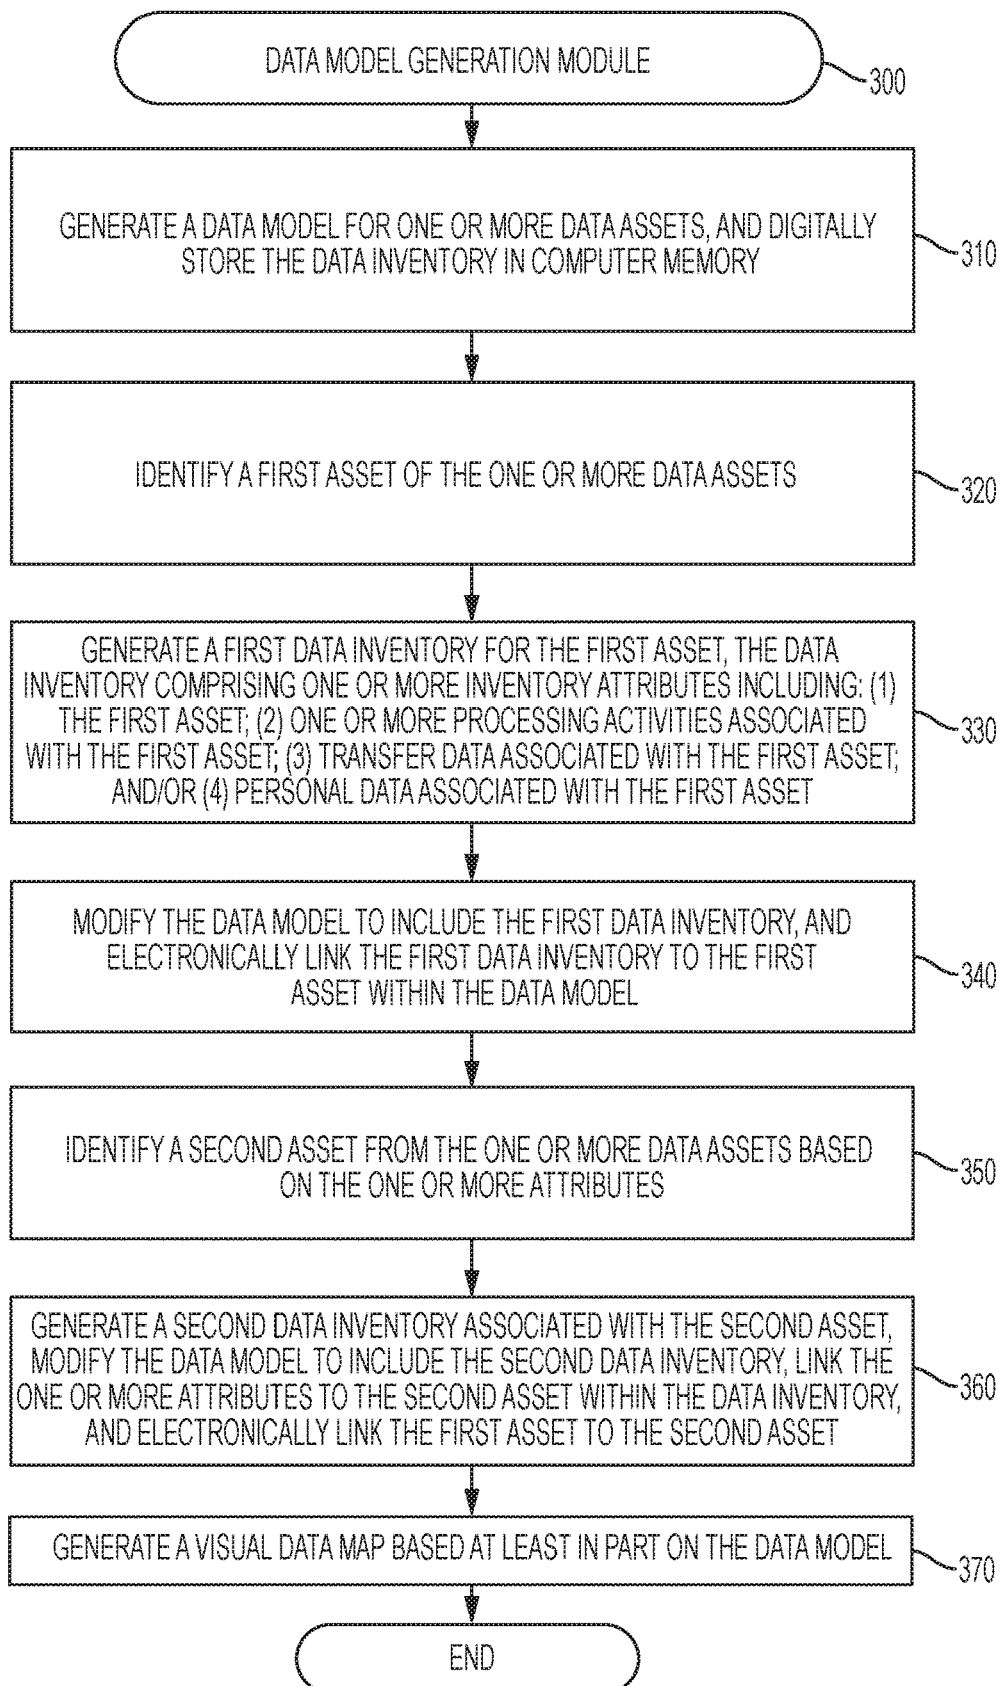 DATA MODEL GENERATION MODULE
300
GENERATE A DATA MODEL FOR ONE OR MORE DATA ASSETS, AND DIGITALLY
STORE THE DATA INVENTORY IN COMPUTER MEMORY
310
IDENTIFY A FIRST ASSET OF THE ONE OR MORE DATA ASSETS
320
GENERATE A FIRST DATA INVENTORY FOR THE FIRST ASSET, THE DATA
INVENTORY COMPRISING ONE OR MORE INVENTORY ATTRIBUTES INCLUDING: (1)
THE FIRST ASSET; (2) ONE OR MORE PROCESSING ACTIVITIES ASSOCIATED
WITH THE FIRST ASSET; (3) TRANSFER DATA ASSOCIATED WITH THE FIRST ASSET;
AND/OR (4) PERSONAL DATA ASSOCIATED WITH THE FIRST ASSET
330
MODIFY THE DATA MODEL TO INCLUDE THE FIRST DATA INVENTORY, AND
ELECTRONICALLY LINK THE FIRST DATA INVENTORY TO THE FIRST
ASSET WITHIN THE DATA MODEL
340
IDENTIFY A SECOND ASSET FROM THE ONE OR MORE DATA ASSETS BASED
ON THE ONE OR MORE ATTRIBUTES
350
GENERATE A SECOND DATA INVENTORY ASSOCIATED WITH THE SECOND ASSET,
MODIFY THE DATA MODEL TO INCLUDE THE SECOND DATA INVENTORY, LINK THE
ONE OR MORE ATTRIBUTES TO THE SECOND ASSET WITHIN THE DATA INVENTORY,
AND ELECTRONICALLY LINK THE FIRST ASSET TO THE SECOND ASSET
360
GENERATE A VISUAL DATA MAP BASED AT LEAST IN PART ON THE DATA MODEL
370
END